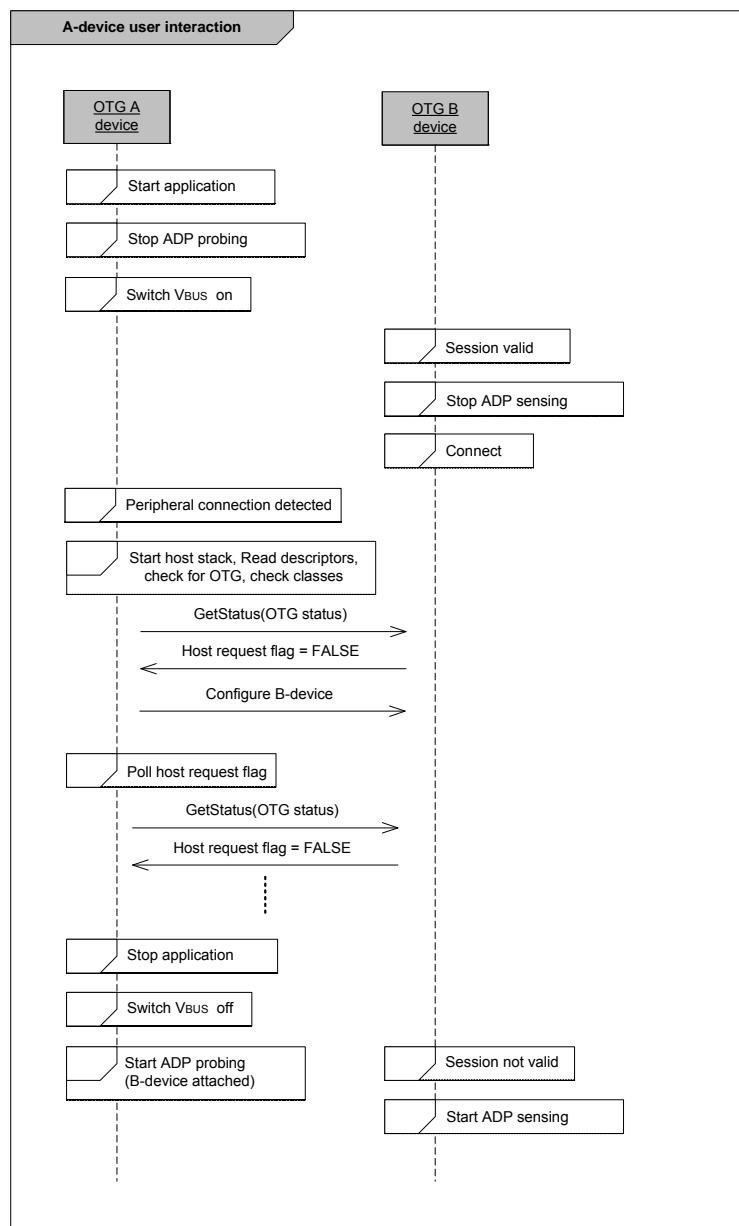 A-device user interaction
OTG A
device
OTG B
device
Start application
Stop ADP probing
Switch VBUS on
Session valid
Stop ADP sensing
Connect
Peripheral connection detected
Start host stack, Read descriptors,
check for OTG, check classes
GetStatus(OTG status)
Host request flag = FALSE
Configure B-device
Poll host request flag
GetStatus(OTG status)
Host request flag = FALSE
Stop application
Switch VBUS off
Start ADP probing
(B-device attached)
Session not valid
Start ADP sensing